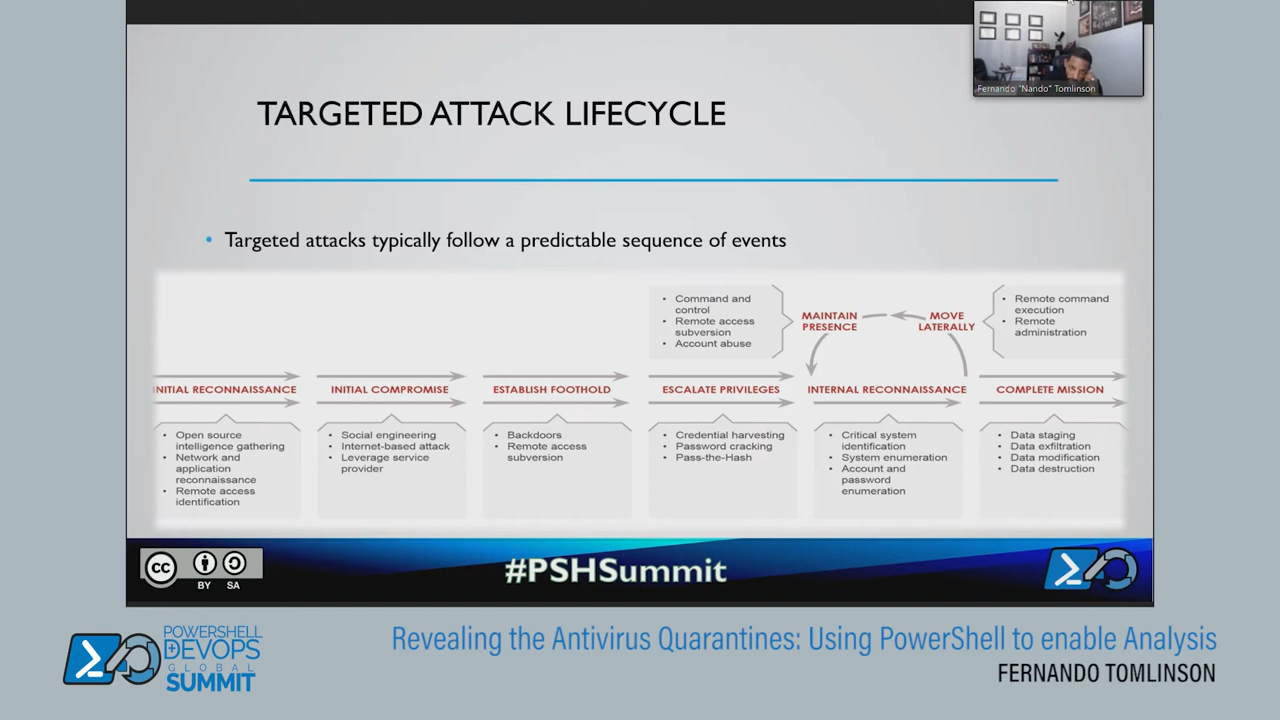 Fernando "Nando" Tomlinson
TARGETED ATTACK LIFECYCLE
• Targeted attacks typically follow a predictable sequence of events
• Command and
control
• Remote access
subversion
• Account abuse
MAINTAIN
PRESENCE
MOVE
LATERALLY
• Remote command
execution
• Remote
administration
INITIAL RECONNAISSANCE
INITIAL COMPROMISE
ESTABLISH FOOTHOLD
ESCALATE PRIVILEGES
INTERNAL RECONNAISSANCE
COMPLETE MISSION
• Open source
intelligence gathering
• Network and
application
reconnaissance
• Remote access
identification
• Social engineering
• Internet-based attack
• Leverage service
provider
• Backdoors
• Remote access
subversion
• Credential harvesting
• Password cracking
• Pass-the-Hash
• Critical system
identification
• System enumeration
• Account and
password
enumeration
• Data staging
• Data exfiltration
• Data modification
• Data destruction
cc
BY SA
#PSHSummit
POWERSHELL
+DEVOPS
GLOBAL
SUMMIT
Revealing the Antivirus Quarantines: Using PowerShell to enable Analysis
FERNANDO TOMLINSON